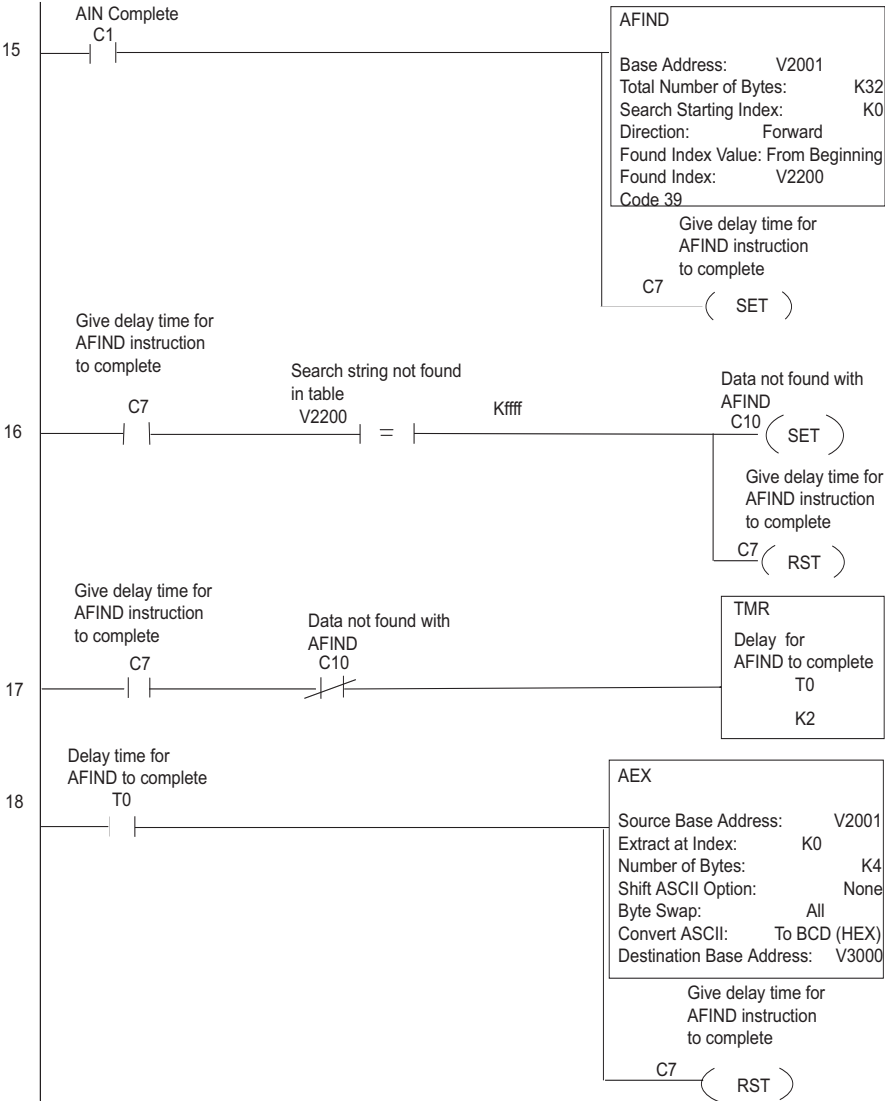 AIN Complete
C1
15
AFIND
Base Address: V2001
Total Number of Bytes: K32
Search Starting Index: K0
Direction: Forward
Found Index Value: From Beginning
Found Index: V2200
Code 39
Give delay time for
AFIND instruction
to complete
C7
SET
Give delay time for
AFIND instruction
to complete
C7
Search string not found
in table
V2200
=
Kffff
16
Data not found with
AFIND
C10
SET
Give delay time for
AFIND instruction
to complete
C7
RST
Give delay time for
AFIND instruction
to complete
C7
Data not found with
AFIND
C10
17
TMR
Delay for
AFIND to complete
T0
K2
Delay time for
AFIND to complete
T0
18
AEX
Source Base Address: V2001
Extract at Index: K0
Number of Bytes: K4
Shift ASCII Option: None
Byte Swap: All
Convert ASCII: To BCD (HEX)
Destination Base Address: V3000
Give delay time for
AFIND instruction
to complete
C7
RST